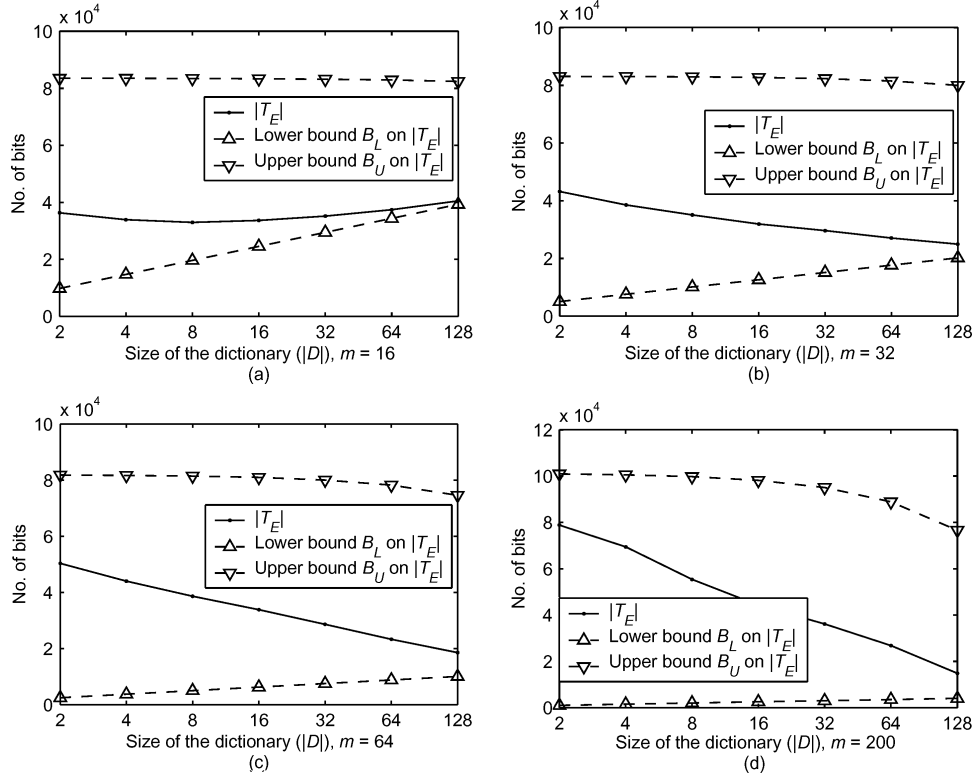 x 10^4
10
8
6
4
2
0
No. of bits
|T_E|
Lower bound B_L on |T_E|
Upper bound B_U on |T_E|
2 4 8 16 32 64 128
Size of the dictionary (|D|), m = 16
(a)
x 10^4
10
8
6
4
2
0
No. of bits
|T_E|
Lower bound B_L on |T_E|
Upper bound B_U on |T_E|
2 4 8 16 32 64 128
Size of the dictionary (|D|), m = 32
(b)
x 10^4
10
8
6
4
2
0
No. of bits
|T_E|
Lower bound B_L on |T_E|
Upper bound B_U on |T_E|
2 4 8 16 32 64 128
Size of the dictionary (|D|), m = 64
(c)
x 10^4
12
10
8
6
4
2
0
No. of bits
|T_E|
Lower bound B_L on |T_E|
Upper bound B_U on |T_E|
2 4 8 16 32 64 128
Size of the dictionary (|D|), m = 200
(d)